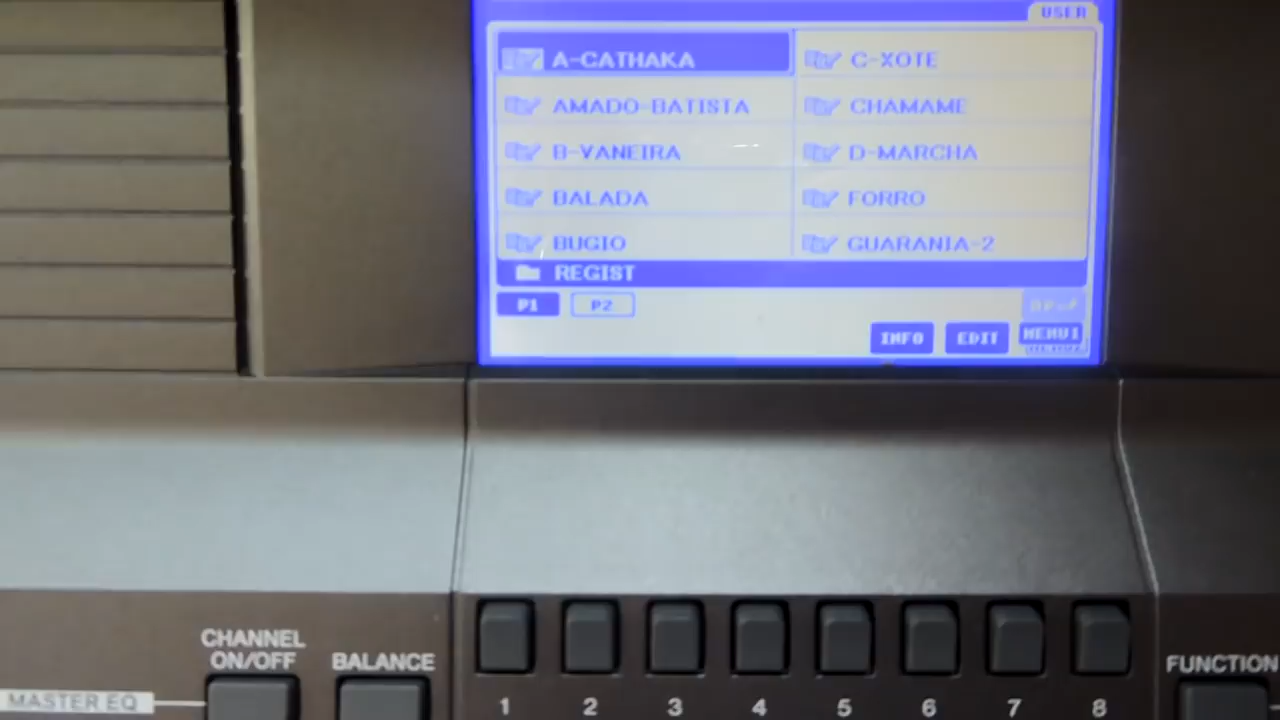 USER
A-CATHAKA
C-XOTE
AMADO-BATISTA
CHAMAME
B-VANEIRA
D-MARCHA
BALADA
FORRO
BUGIO
GUARANIA-2
REGIST
P1
P2
INFO
EDIT
MENU1
CHANNEL
ON/OFF
BALANCE
FUNCTION
MASTER EQ
1
2
3
4
5
6
7
8